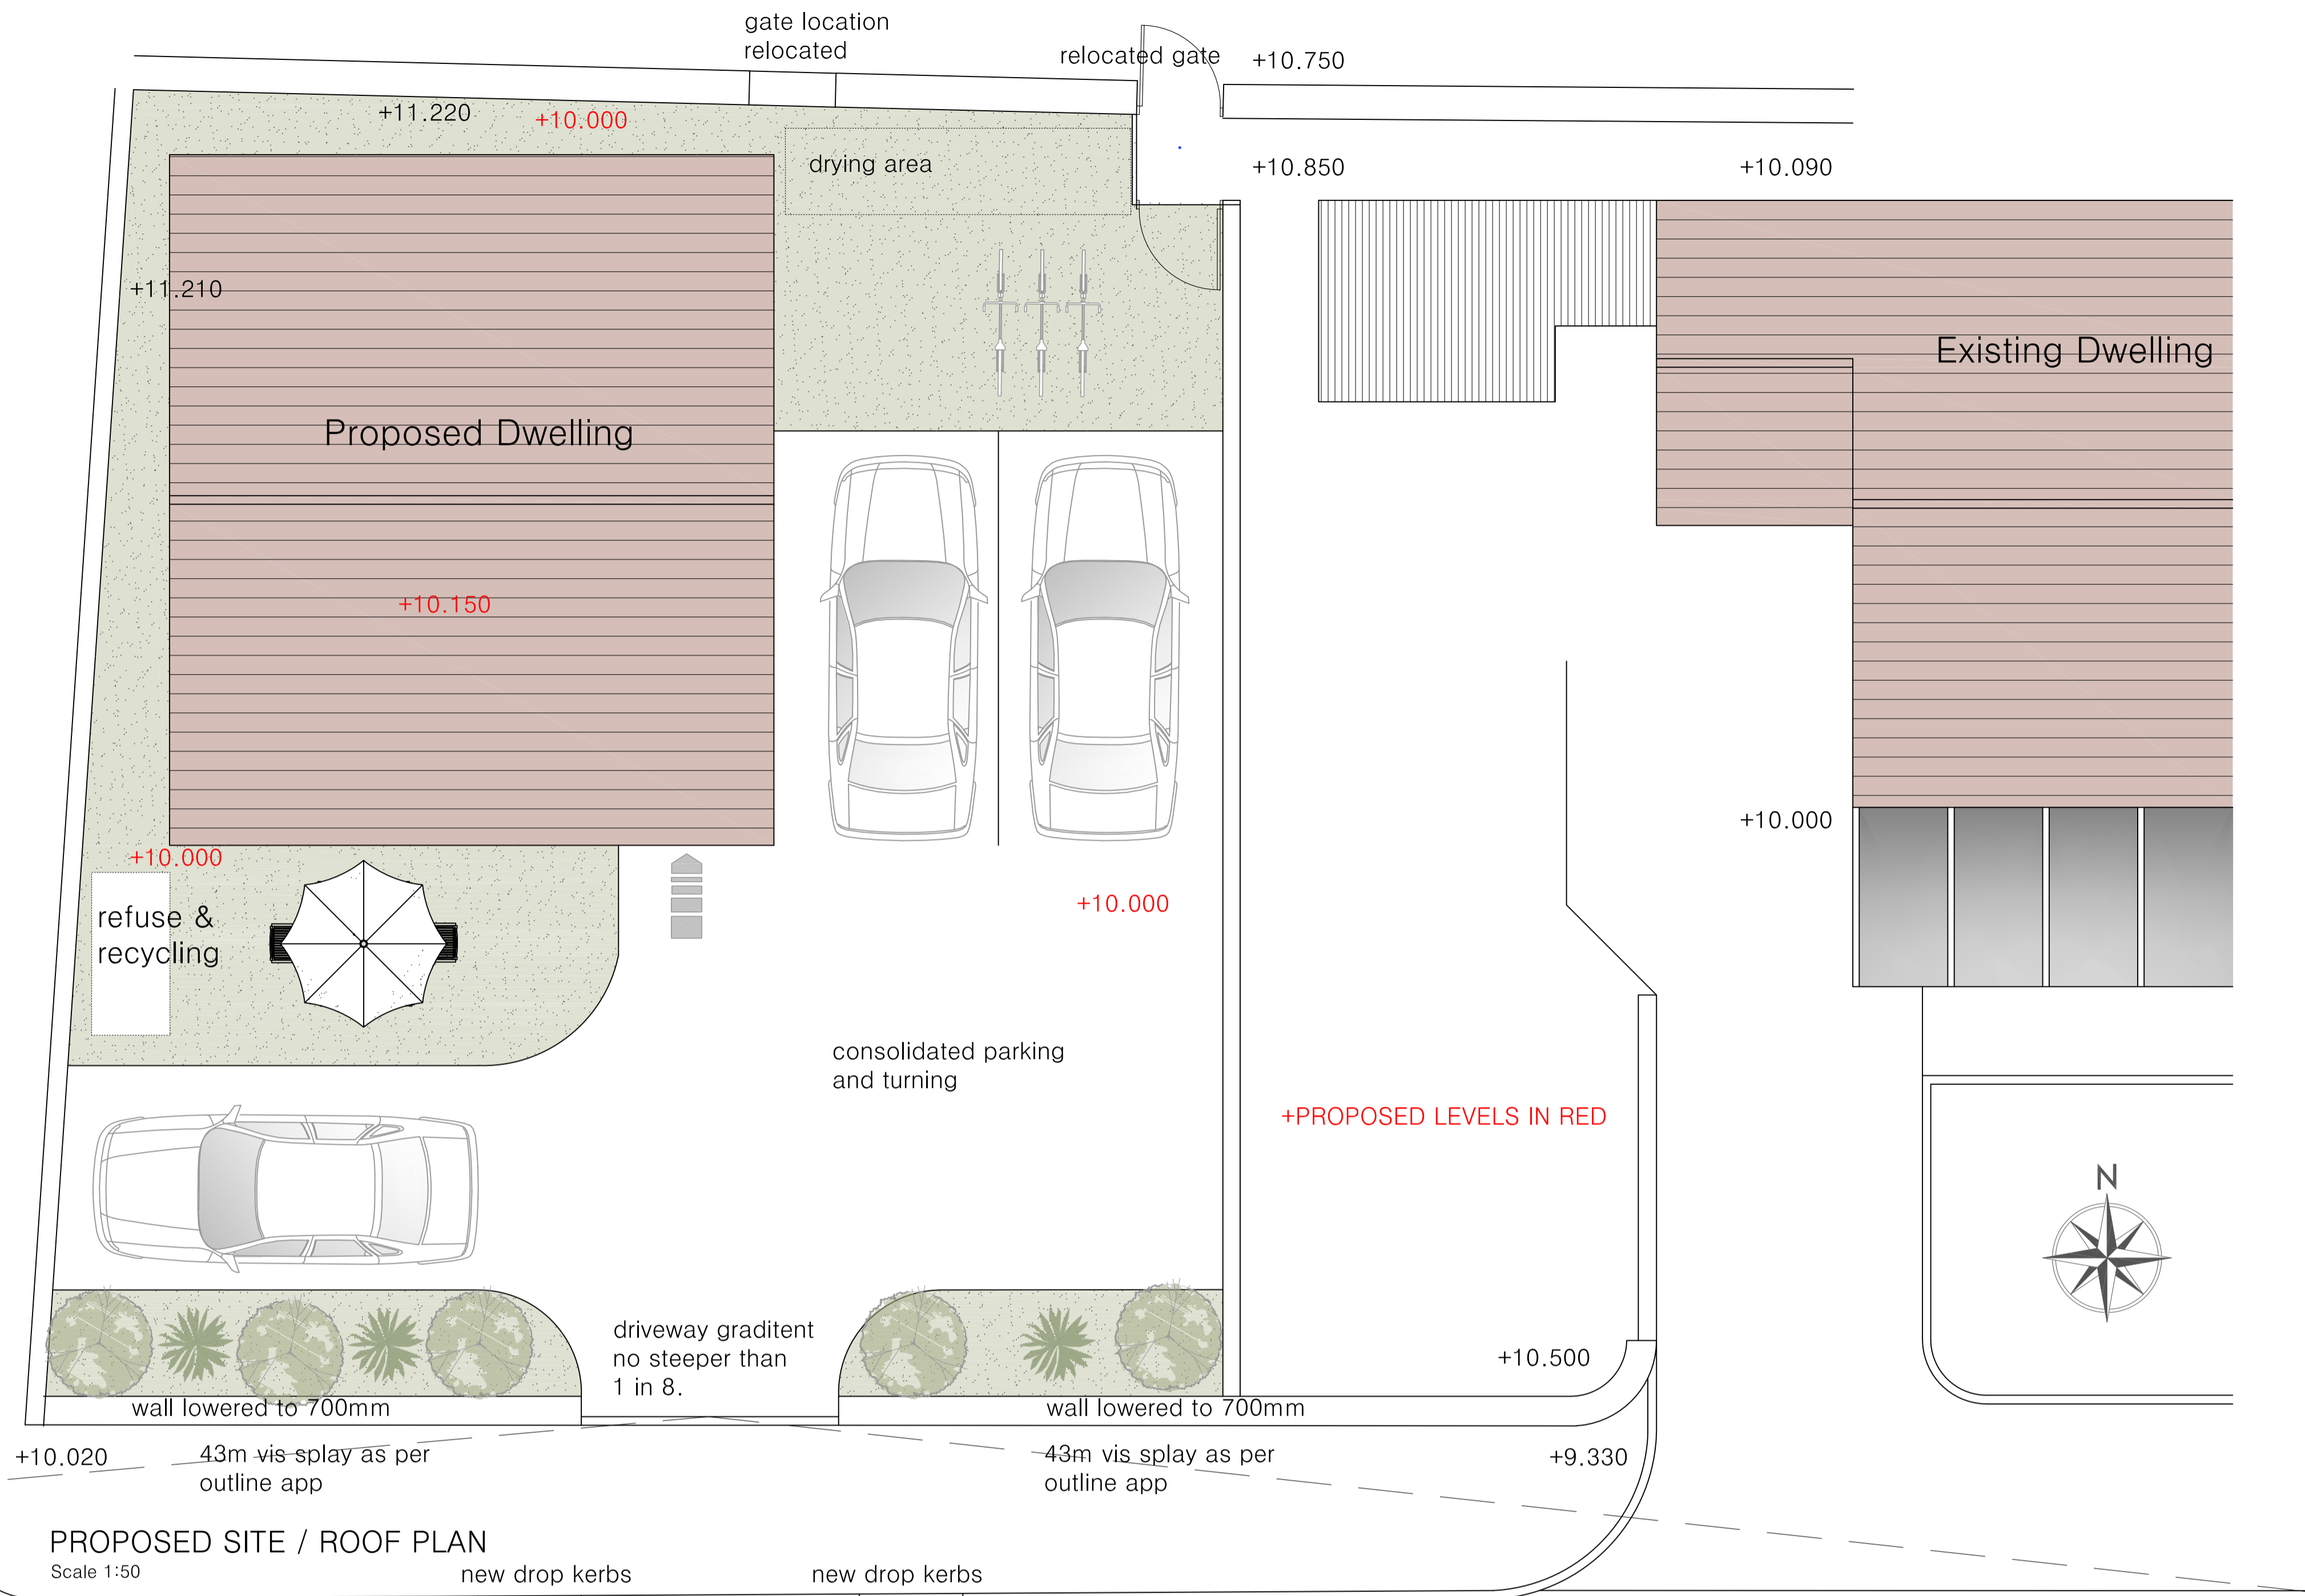 gate location
relocated
relocated gate
+10.750
+11.220
+10.000
drying area
+10.850
+10.090
+11.210
Existing Dwelling
Proposed Dwelling
+10.150
+10.000
+10.000
+10.000
refuse &
recycling
consolidated parking
and turning
+PROPOSED LEVELS IN RED
N
driveway graditent
no steeper than
1 in 8.
+10.500
wall lowered to 700mm
wall lowered to 700mm
+10.020
43m vis splay as per
outline app
43m vis splay as per
outline app
+9.330
PROPOSED SITE / ROOF PLAN
Scale 1:50
new drop kerbs
new drop kerbs